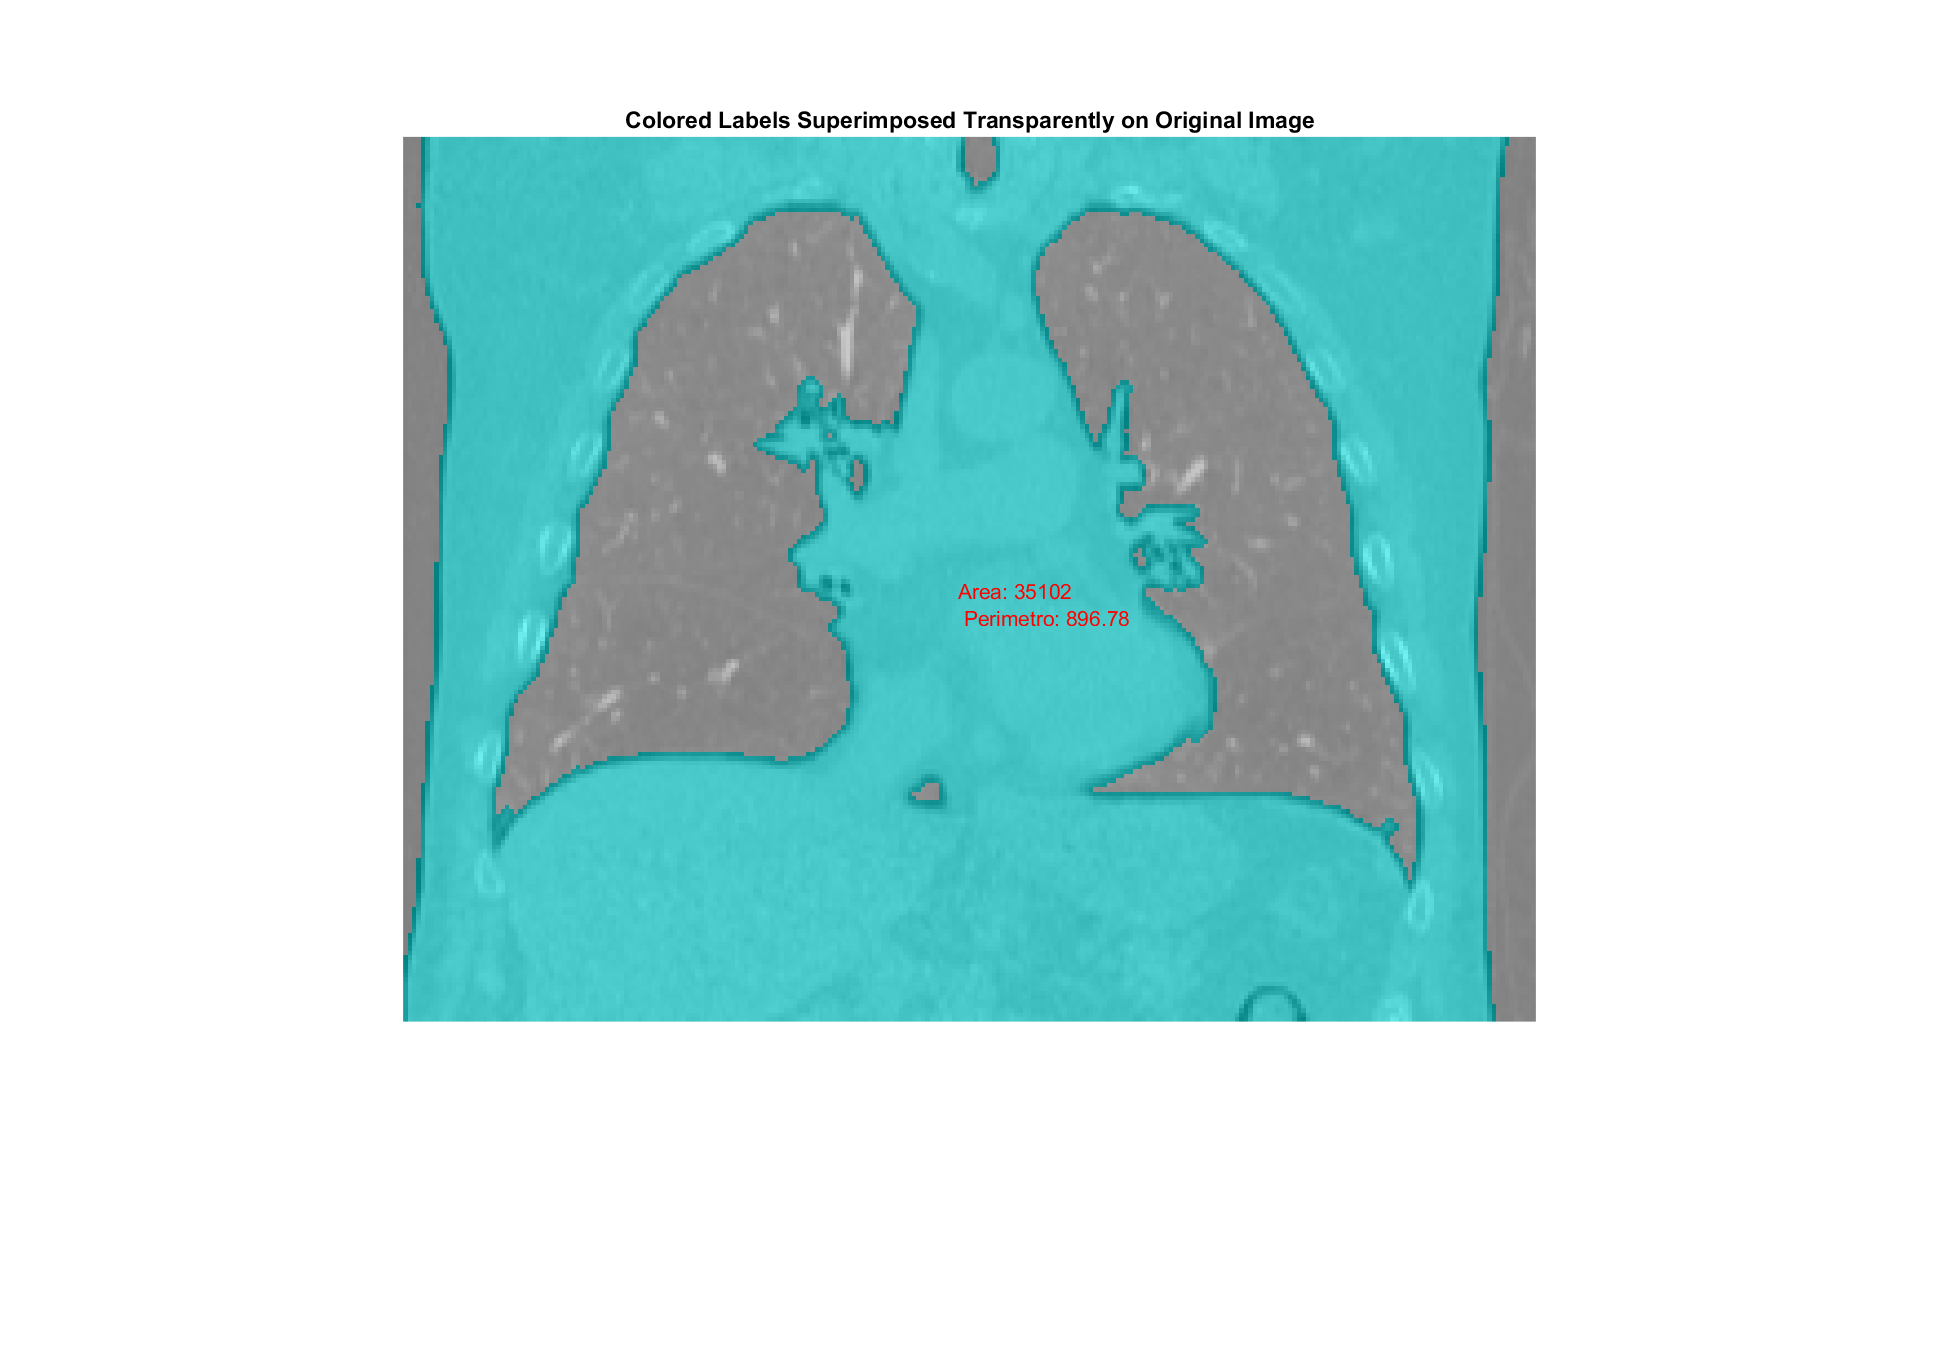 Colored Labels Superimposed Transparently on Original Image
Area: 35102
Perimetro: 896.78